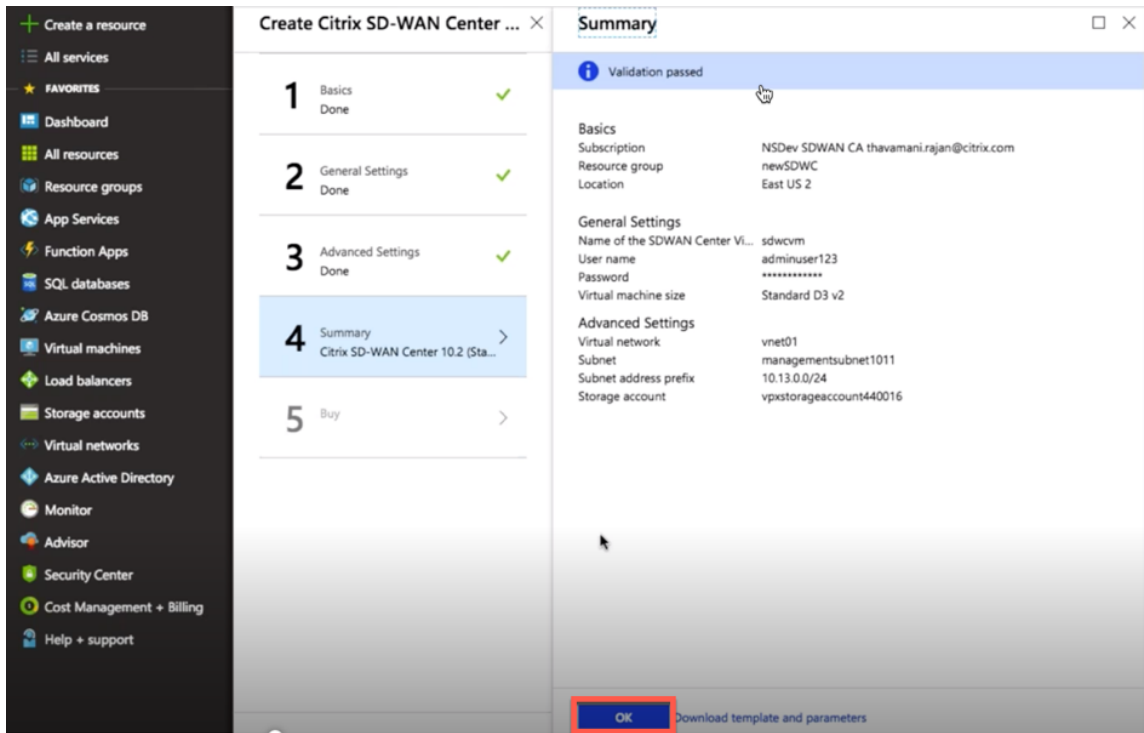 Create a resource
All services
FAVORITES
Dashboard
All resources
Resource groups
App Services
Function Apps
SQL databases
Azure Cosmos DB
Virtual machines
Load balancers
Storage accounts
Virtual networks
Azure Active Directory
Monitor
Advisor
Security Center
Cost Management + Billing
Help + support
Create Citrix SD-WAN Center ...
1 Basics
Done
2 General Settings
Done
3 Advanced Settings
Done
4 Summary
Citrix SD-WAN Center 10.2 (Sta...
5 Buy
Summary
Validation passed
Basics
Subscription NSDev SDWAN CA thavamani.rajan@citrix.com
Resource group newSDWC
Location East US 2
General Settings
Name of the SDWAN Center Vi... sdwcvm
User name adminuser123
Password ************
Virtual machine size Standard D3 v2
Advanced Settings
Virtual network vnet01
Subnet managementsubnet1011
Subnet address prefix 10.13.0.0/24
Storage account vpxstorageaccount440016
OK Download template and parameters